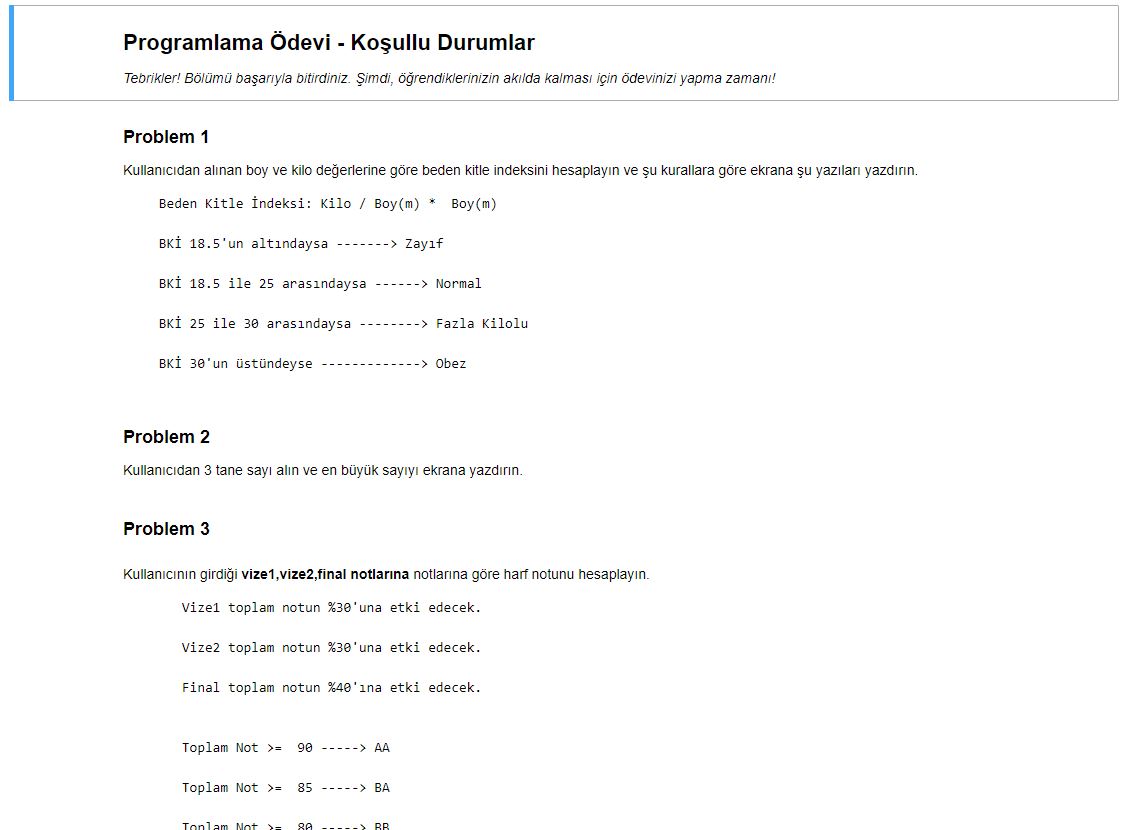 Programlama Ödevi - Koşullu Durumlar
Tebrikler! Bölümü başarıyla bitirdiniz. Şimdi, öğrendiklerinizin akılda kalması için ödevinizi yapma zamanı!
Problem 1
Kullanıcıdan alınan boy ve kilo değerlerine göre beden kitle indeksini hesaplayın ve şu kurallara göre ekrana şu yazıları yazdırın.
Beden Kitle İndeksi: Kilo / Boy(m) *  Boy(m)
BKİ 18.5'un altındaysa -------> Zayıf
BKİ 18.5 ile 25 arasındaysa ------> Normal
BKİ 25 ile 30 arasındaysa --------> Fazla Kilolu
BKİ 30'un üstündeyse -------------> Obez
Problem 2
Kullanıcıdan 3 tane sayı alın ve en büyük sayıyı ekrana yazdırın.
Problem 3
Kullanıcının girdiği vize1,vize2,final notlarına notlarına göre harf notunu hesaplayın.
Vize1 toplam notun %30'una etki edecek.
Vize2 toplam notun %30'una etki edecek.
Final toplam notun %40'ına etki edecek.
Toplam Not >=  90 -----> AA
Toplam Not >=  85 -----> BA
Toplam Not >=  80 -----> BB